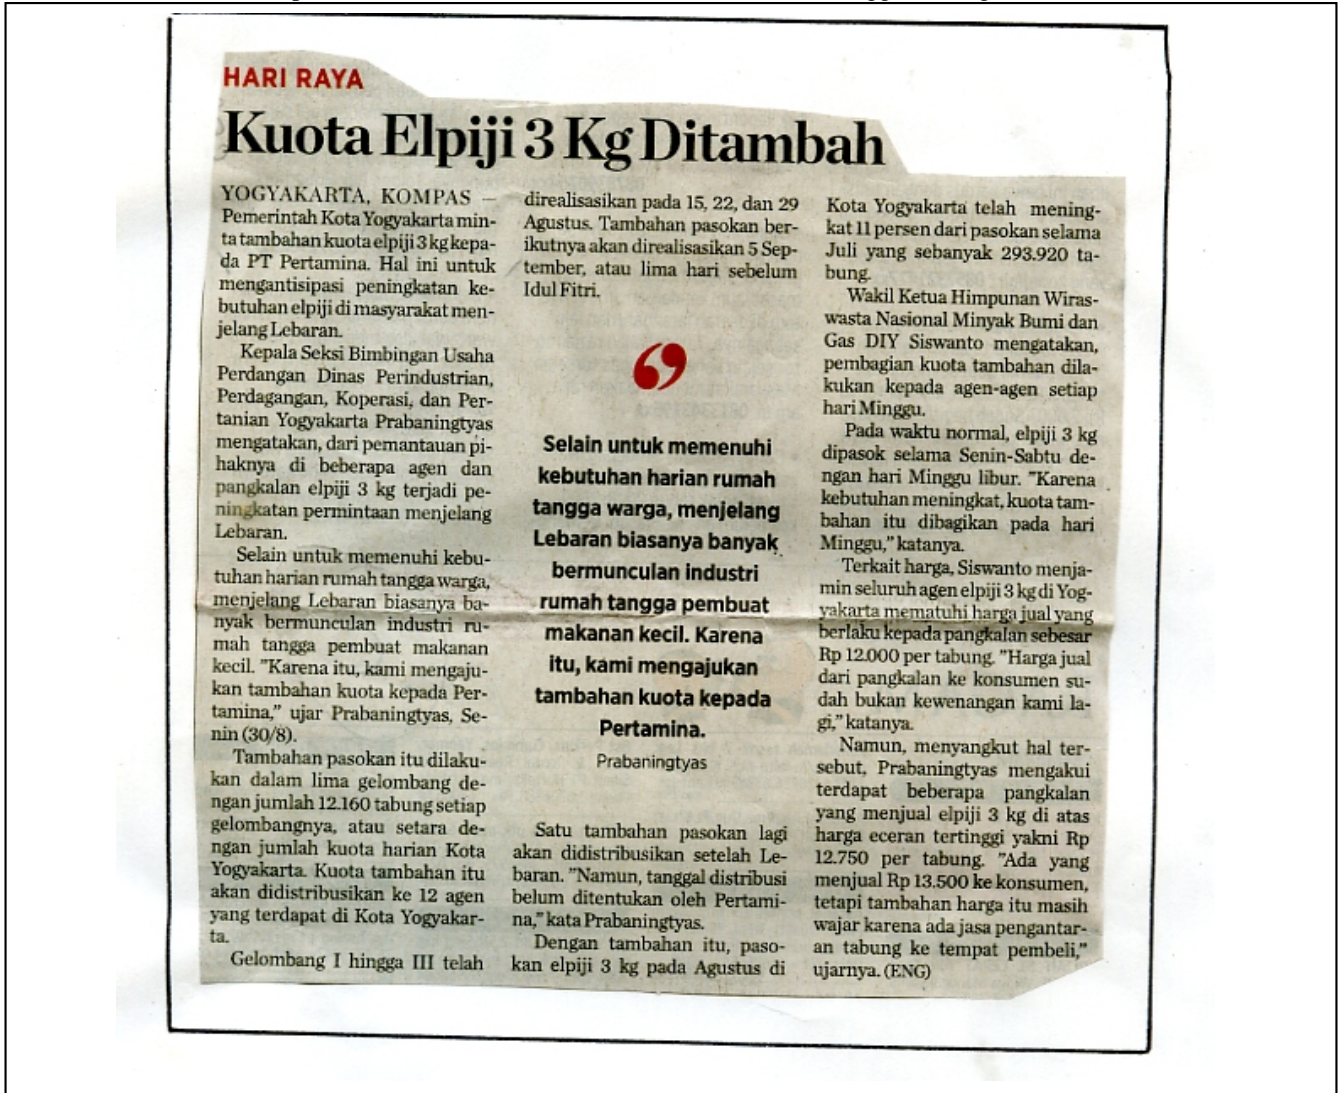 HARI RAYA
Kuota Elpiji 3 Kg Ditambah
YOGYAKARTA, KOMPAS —
Pemerintah Kota Yogyakarta min-
ta tambahan kuota elpiji 3 kg kepa-
da PT Pertamina. Hal ini untuk
mengantisipasi peningkatan ke-
butuhan elpiji di masyarakat men-
jelang Lebaran.
Kepala Seksi Bimbingan Usaha
Perdangan Dinas Perindustrian,
Perdagangan, Koperasi, dan Per-
tanian Yogyakarta Prabaningtyas
mengatakan, dari pemantauan pi-
haknya di beberapa agen dan
pangkalan elpiji 3 kg terjadi pe-
ningkatan permintaan menjelang
Lebaran.
Selain untuk memenuhi kebu-
tuhan harian rumah tangga warga,
menjelang Lebaran biasanya ba-
nyak bermunculan industri ru-
mah tangga pembuat makanan
kecil. "Karena itu, kami mengaju-
kan tambahan kuota kepada Per-
tamina," ujar Prabaningtyas, Se-
nin (30/8).
Tambahan pasokan itu dilaku-
kan dalam lima gelombang de-
ngan jumlah 12.160 tabung setiap
gelombangnya, atau setara de-
ngan jumlah kuota harian Kota
Yogyakarta. Kuota tambahan itu
akan didistribusikan ke 12 agen
yang terdapat di Kota Yogyakar-
ta.
Gelombang I hingga III telah
direalisasikan pada 15, 22, dan 29
Agustus. Tambahan pasokan ber-
ikutnya akan direalisasikan 5 Sep-
tember, atau lima hari sebelum
Idul Fitri.
Selain untuk memenuhi
kebutuhan harian rumah
tangga warga, menjelang
Lebaran biasanya banyak
bermunculan industri
rumah tangga pembuat
makanan kecil. Karena
itu, kami mengajukan
tambahan kuota kepada
Pertamina.
Prabaningtyas
Satu tambahan pasokan lagi
akan didistribusikan setelah Le-
baran. "Namun, tanggal distribusi
belum ditentukan oleh Pertami-
na," kata Prabaningtyas.
Dengan tambahan itu, paso-
kan elpiji 3 kg pada Agustus di
Kota Yogyakarta telah mening-
kat 11 persen dari pasokan selama
Juli yang sebanyak 293.920 ta-
bung.
Wakil Ketua Himpunan Wiras-
wasta Nasional Minyak Bumi dan
Gas DIY Siswanto mengatakan,
pembagian kuota tambahan dila-
kukan kepada agen-agen setiap
hari Minggu.
Pada waktu normal, elpiji 3 kg
dipasok selama Senin-Sabtu de-
ngan hari Minggu libur. "Karena
kebutuhan meningkat, kuota tam-
bahan itu dibagikan pada hari
Minggu," katanya.
Terkait harga, Siswanto menja-
min seluruh agen elpiji 3 kg di Yog-
yakarta mematuhi harga jual yang
berlaku kepada pangkalan sebesar
Rp 12.000 per tabung. "Harga jual
dari pangkalan ke konsumen su-
dah bukan kewenangan kami la-
gi," katanya.
Namun, menyangkut hal ter-
sebut, Prabaningtyas mengakui
terdapat beberapa pangkalan
yang menjual elpiji 3 kg di atas
harga eceran tertinggi yakni Rp
12.750 per tabung. "Ada yang
menjual Rp 13.500 ke konsumen,
tetapi tambahan harga itu masih
wajar karena ada jasa pengantar-
an tabung ke tempat pembeli,"
ujarnya. (ENG)